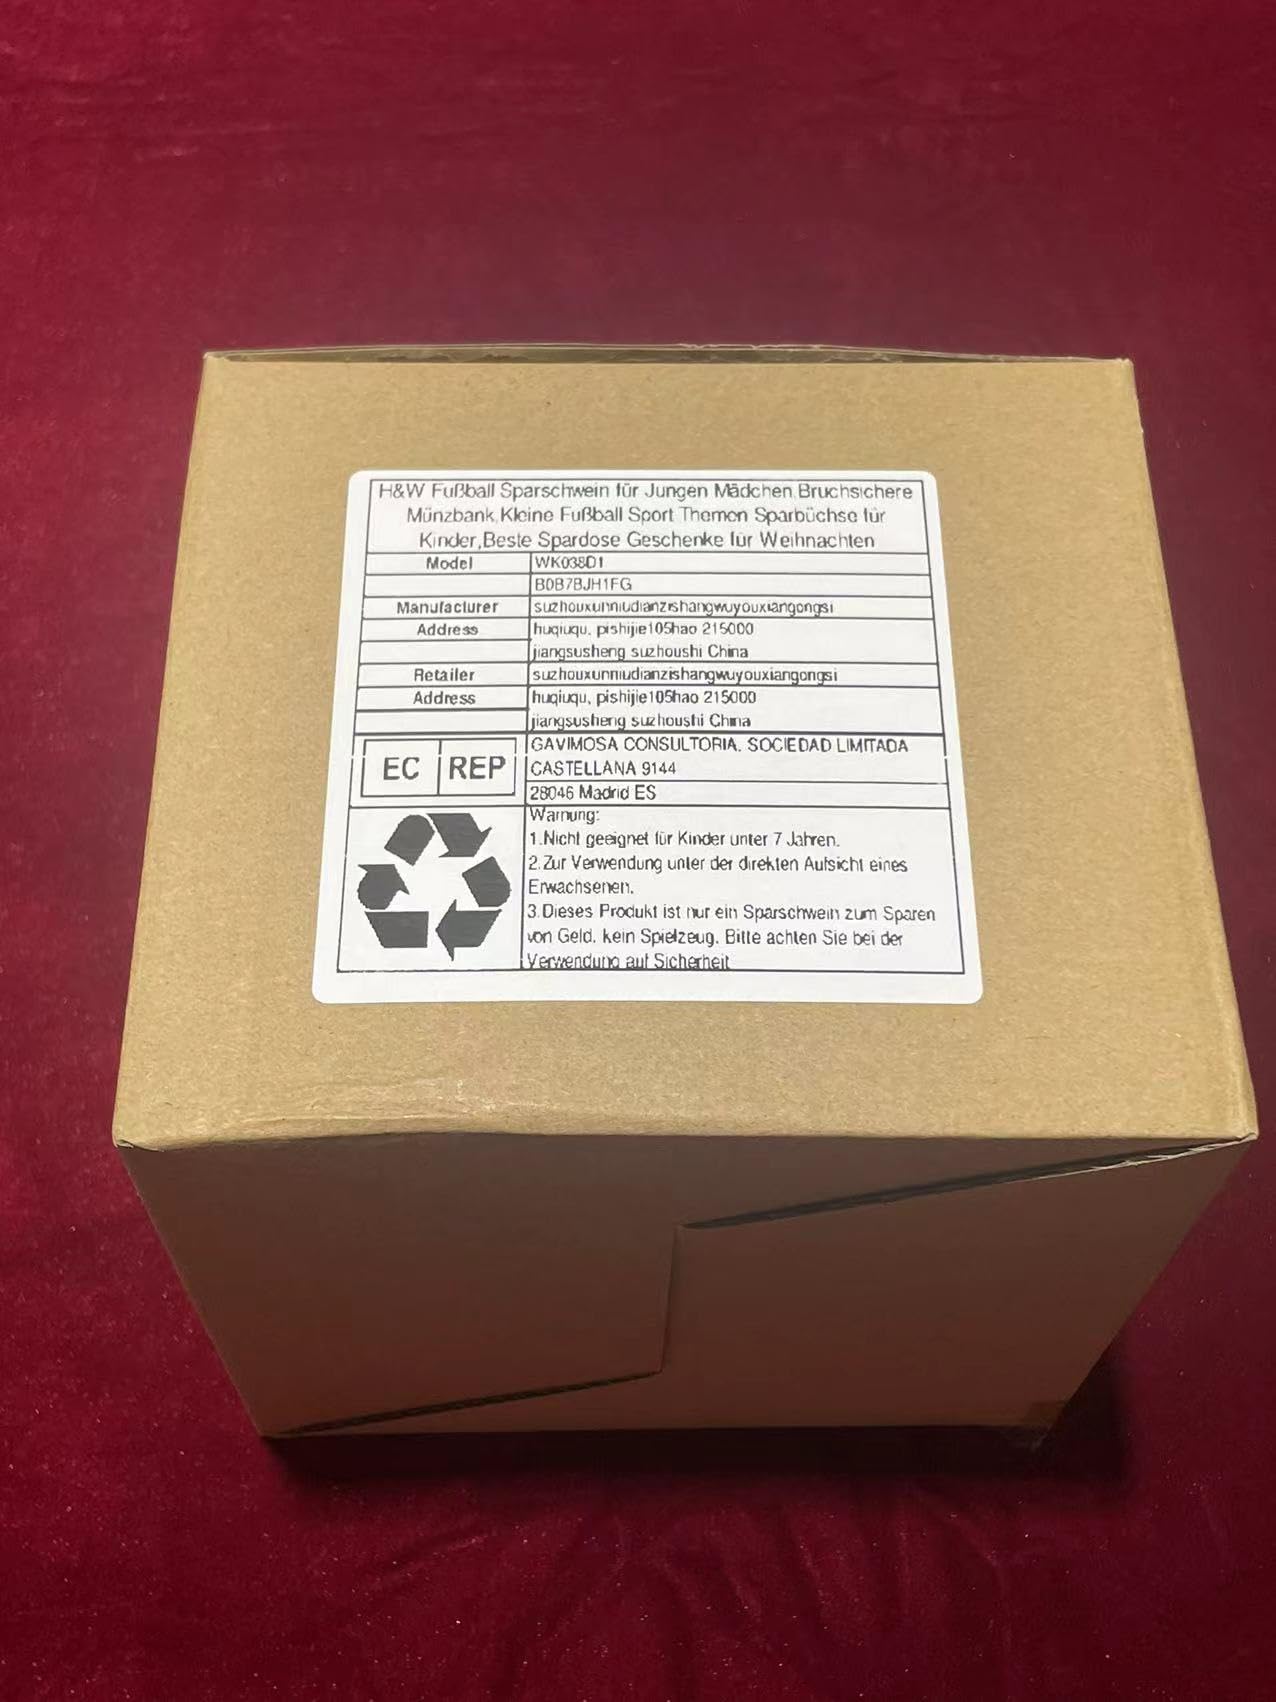 H&W Fußball Sparschwein für Jungen Mädchen,Bruchsichere
Münzbank,Kleine Fußball Sport Themen Sparbüchse für
Kinder,Beste Spardose Geschenke für Weihnachten
Model WK038D1
B0B7BJH1FG
Manufacturer suzhouxunniudianzishangwuyouxiangongsi
Address huqiuqu, pishijie105hao 215000
jiangsusheng suzhoushi China
Retailer suzhouxunniudianzishangwuyouxiangongsi
Address huqiuqu, pishijie105hao 215000
jiangsusheng suzhoushi China
EC REP
GAVIMOSA CONSULTORIA, SOCIEDAD LIMITADA
CASTELLANA 9144
28046 Madrid ES
Warnung:
1.Nicht geeignet für Kinder unter 7 Jahren.
2.Zur Verwendung unter der direkten Aufsicht eines
Erwachsenen.
3.Dieses Produkt ist nur ein Sparschwein zum Sparen
von Geld, kein Spielzeug. Bitte achten Sie bei der
Verwendung auf Sicherheit